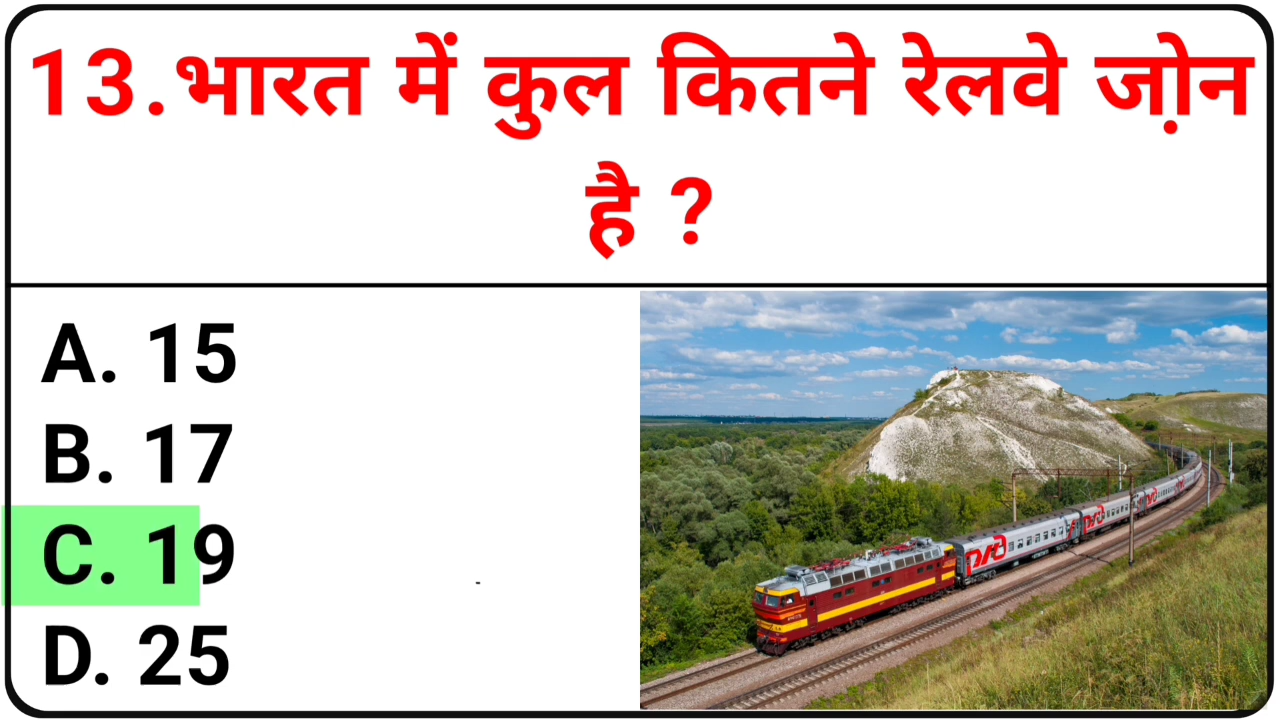 13.भारत में कुल कितने रेलवे ज़ोन
है ?
A. 15
B. 17
C. 19
D. 25